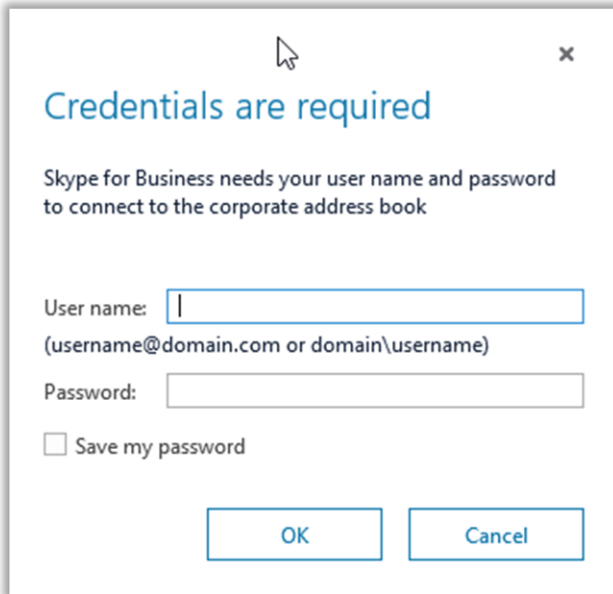 Credentials are required
Skype for Business needs your user name and password
to connect to the corporate address book
User name:
(username@domain.com or domain\username)
Password:
Save my password
OK Cancel